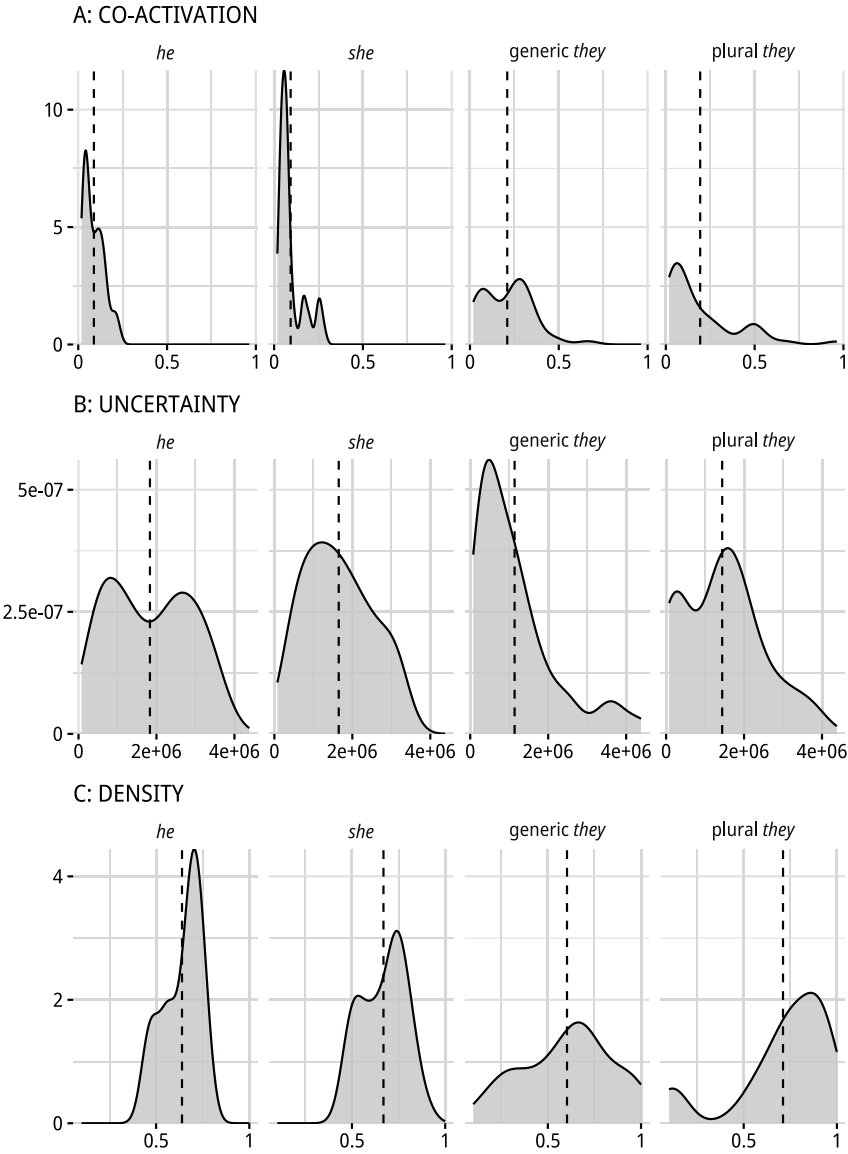 A: CO-ACTIVATION
he she generic they plural they
10
5
0
0 0.5 1 0 0.5 1 0 0.5 1 0 0.5 1
B: UNCERTAINTY
he she generic they plural they
5e-07
2.5e-07
0
0 2e+06 4e+06 0 2e+06 4e+06 0 2e+06 4e+06 0 2e+06 4e+06
C: DENSITY
he she generic they plural they
4
2
0
0.5 1 0.5 1 0.5 1 0.5 1